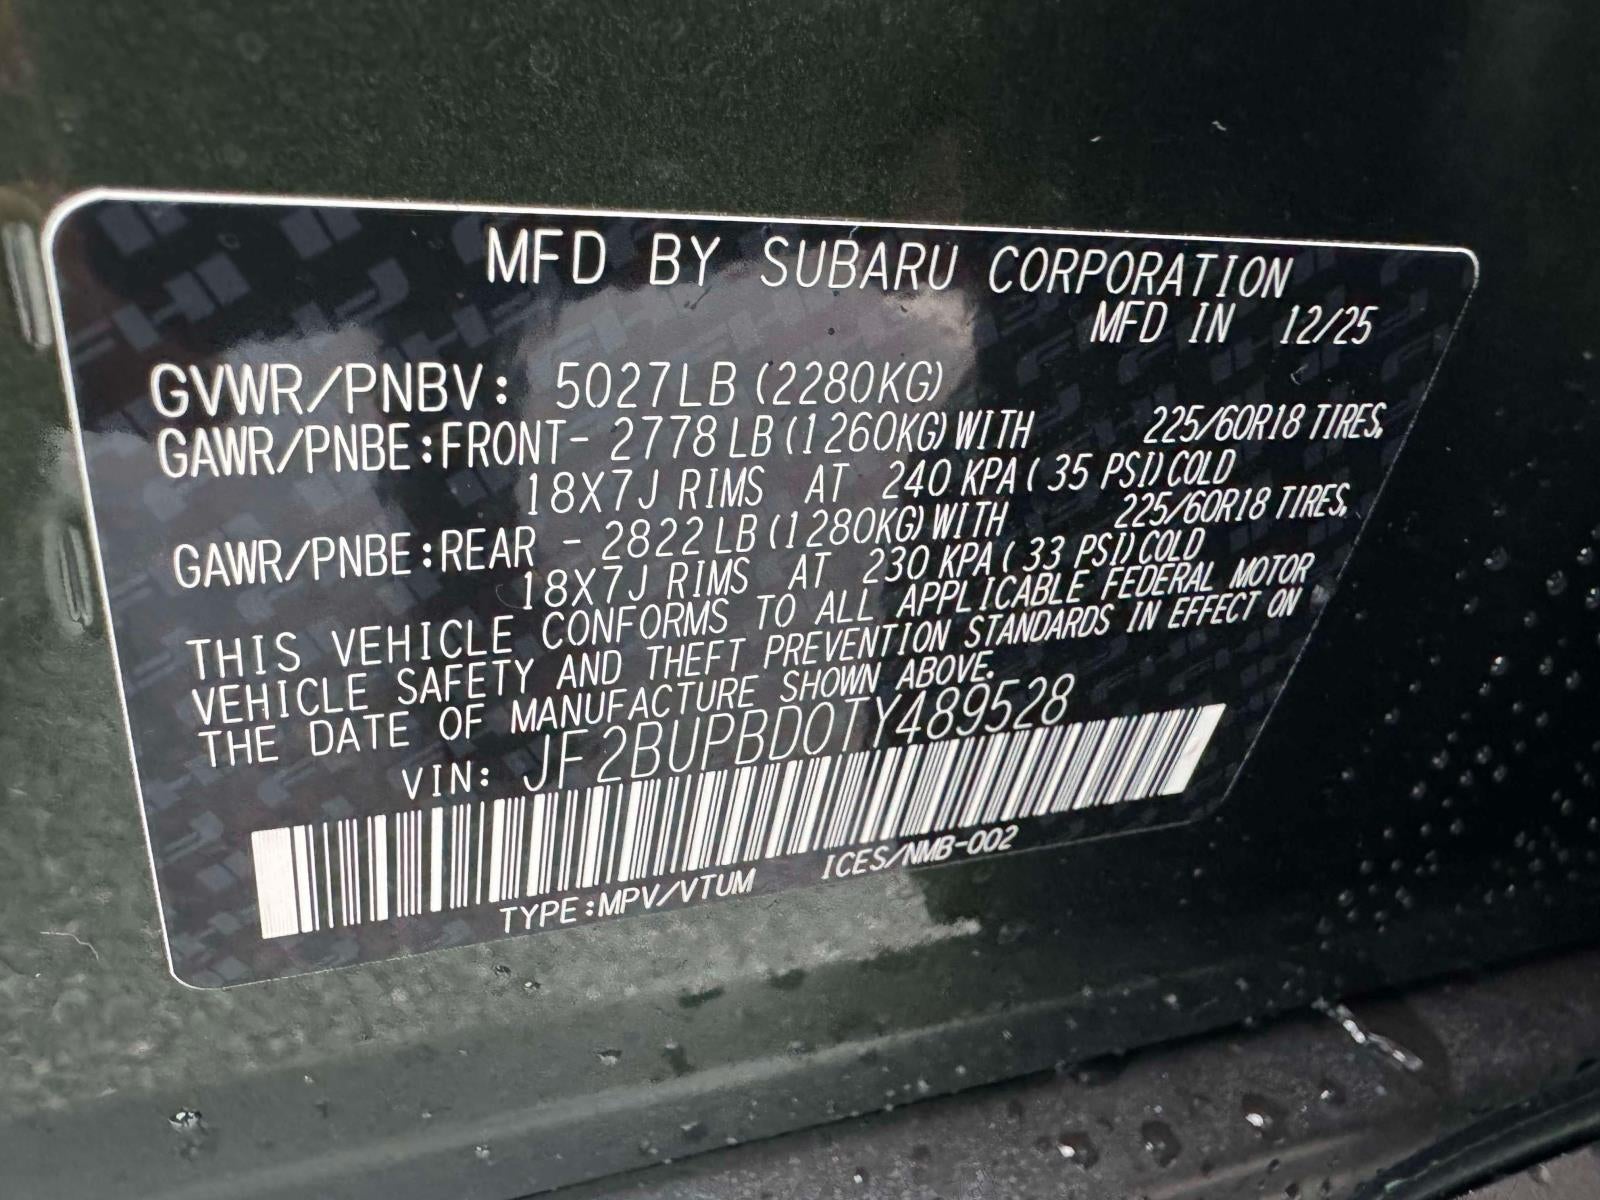 MFD BY SUBARU CORPORATION
MFD IN 12/25
GVWR/PNBV: 5027LB (2280KG)
GAWR/PNBE:FRONT- 2778 LB (1260KG) WITH 225/60R18 TIRES,
18X7J RIMS AT 240 KPA ( 35 PSI) COLD
GAWR/PNBE:REAR - 2822 LB (1280KG) WITH 225/60R18 TIRES,
18X7J RIMS AT 230 KPA ( 33 PSI) COLD
THIS VEHICLE CONFORMS TO ALL APPLICABLE FEDERAL MOTOR
VEHICLE SAFETY AND THEFT PREVENTION STANDARDS IN EFFECT ON
THE DATE OF MANUFACTURE SHOWN ABOVE.
VIN: JF2BUPBD0TY489528
TYPE:MPV/VTUM ICES/NMB-002